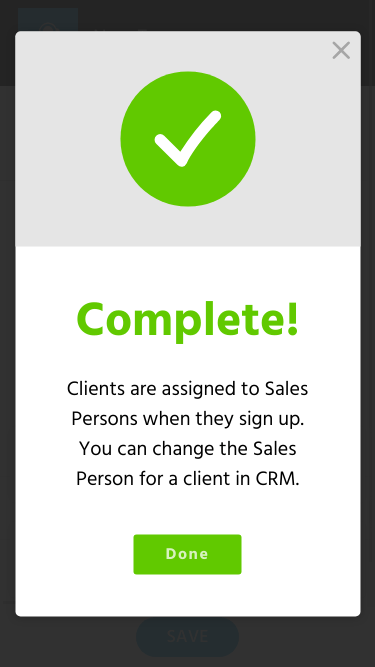 Complete!
Clients are assigned to Sales
Persons when they sign up.
You can change the Sales
Person for a client in CRM.
Done
SAVE